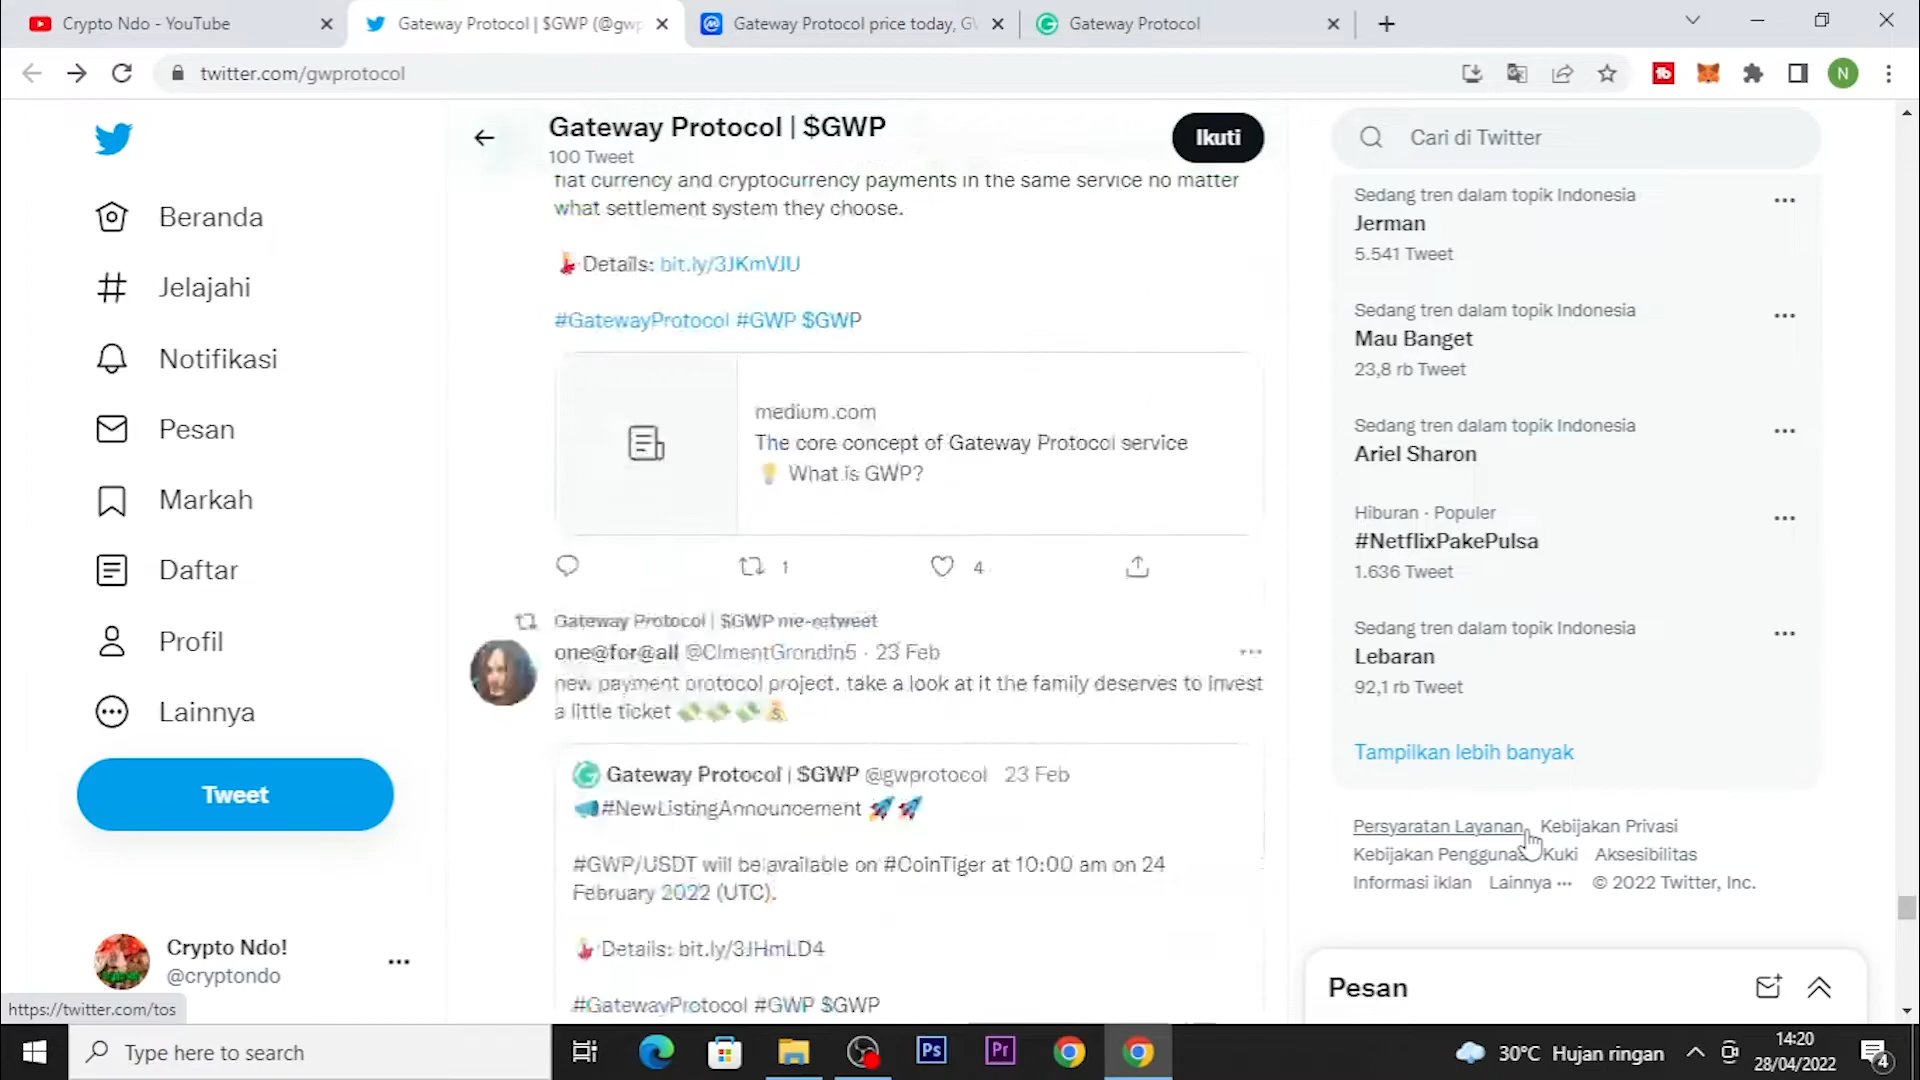 Crypto Ndo - YouTube
Gateway Protocol | $GWP (@gwp
Gateway Protocol price today, GW
Gateway Protocol
twitter.com/gwprotocol
N
Gateway Protocol | $GWP
100 Tweet
Ikuti
Cari di Twitter
Beranda
Jelajahi
Notifikasi
Pesan
Markah
Daftar
Profil
Lainnya
Tweet
Crypto Ndo!
@cryptondo
https://twitter.com/tos
fiat currency and cryptocurrency payments in the same service no matter
what settlement system they choose.
Details: bit.ly/3JKmVJU
#GatewayProtocol #GWP $GWP
medium.com
The core concept of Gateway Protocol service
What is GWP?
1
4
Gateway Protocol | $GWP me-retweet
one@for@all @ClmentGrondin5 · 23 Feb
new payment protocol project. take a look at it the family deserves to invest
a little ticket
Gateway Protocol | $GWP @gwprotocol 23 Feb
#NewListingAnnouncement
#GWP/USDT will be available on #CoinTiger at 10:00 am on 24
February 2022 (UTC).
Details: bit.ly/3JHmLD4
#GatewayProtocol #GWP $GWP
Sedang tren dalam topik Indonesia
Jerman
5.541 Tweet
Sedang tren dalam topik Indonesia
Mau Banget
23,8 rb Tweet
Sedang tren dalam topik Indonesia
Ariel Sharon
Hiburan · Populer
#NetflixPakePulsa
1.636 Tweet
Sedang tren dalam topik Indonesia
Lebaran
92,1 rb Tweet
Tampilkan lebih banyak
Persyaratan Layanan Kebijakan Privasi
Kebijakan Penggunaan Kuki Aksesibilitas
Informasi iklan Lainnya ··· © 2022 Twitter, Inc.
Pesan
Type here to search
Ps
Pr
30°C Hujan ringan
14:20
28/04/2022
4